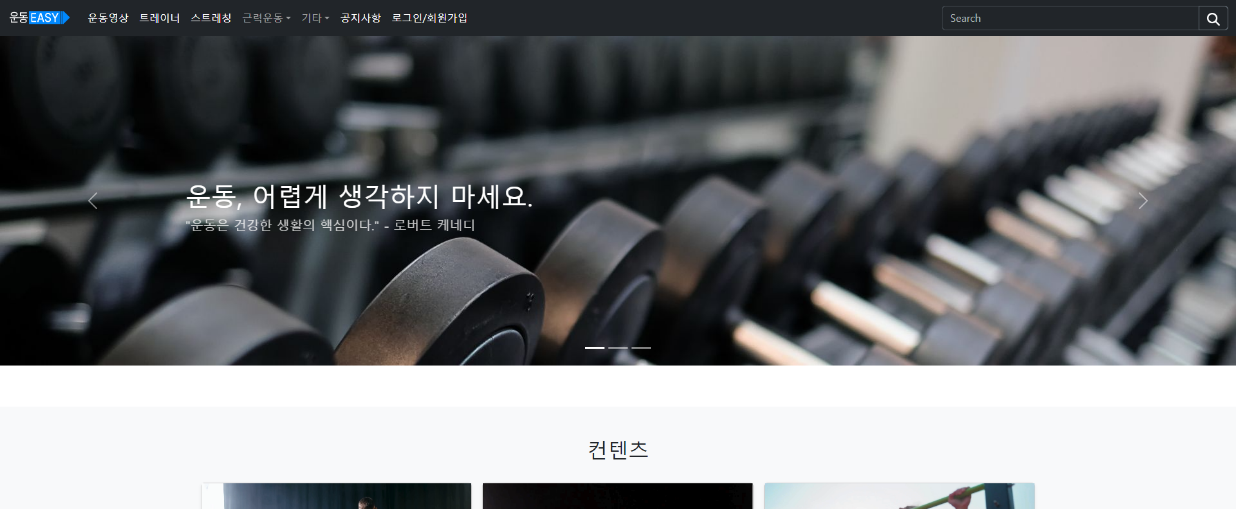 운동EASY 운동영상 트레이너 스트레칭 근력운동 기타 공지사항 로그인/회원가입 Search
운동, 어렵게 생각하지 마세요.
"운동은 건강한 생활의 핵심이다." - 로버트 케네디
컨텐츠